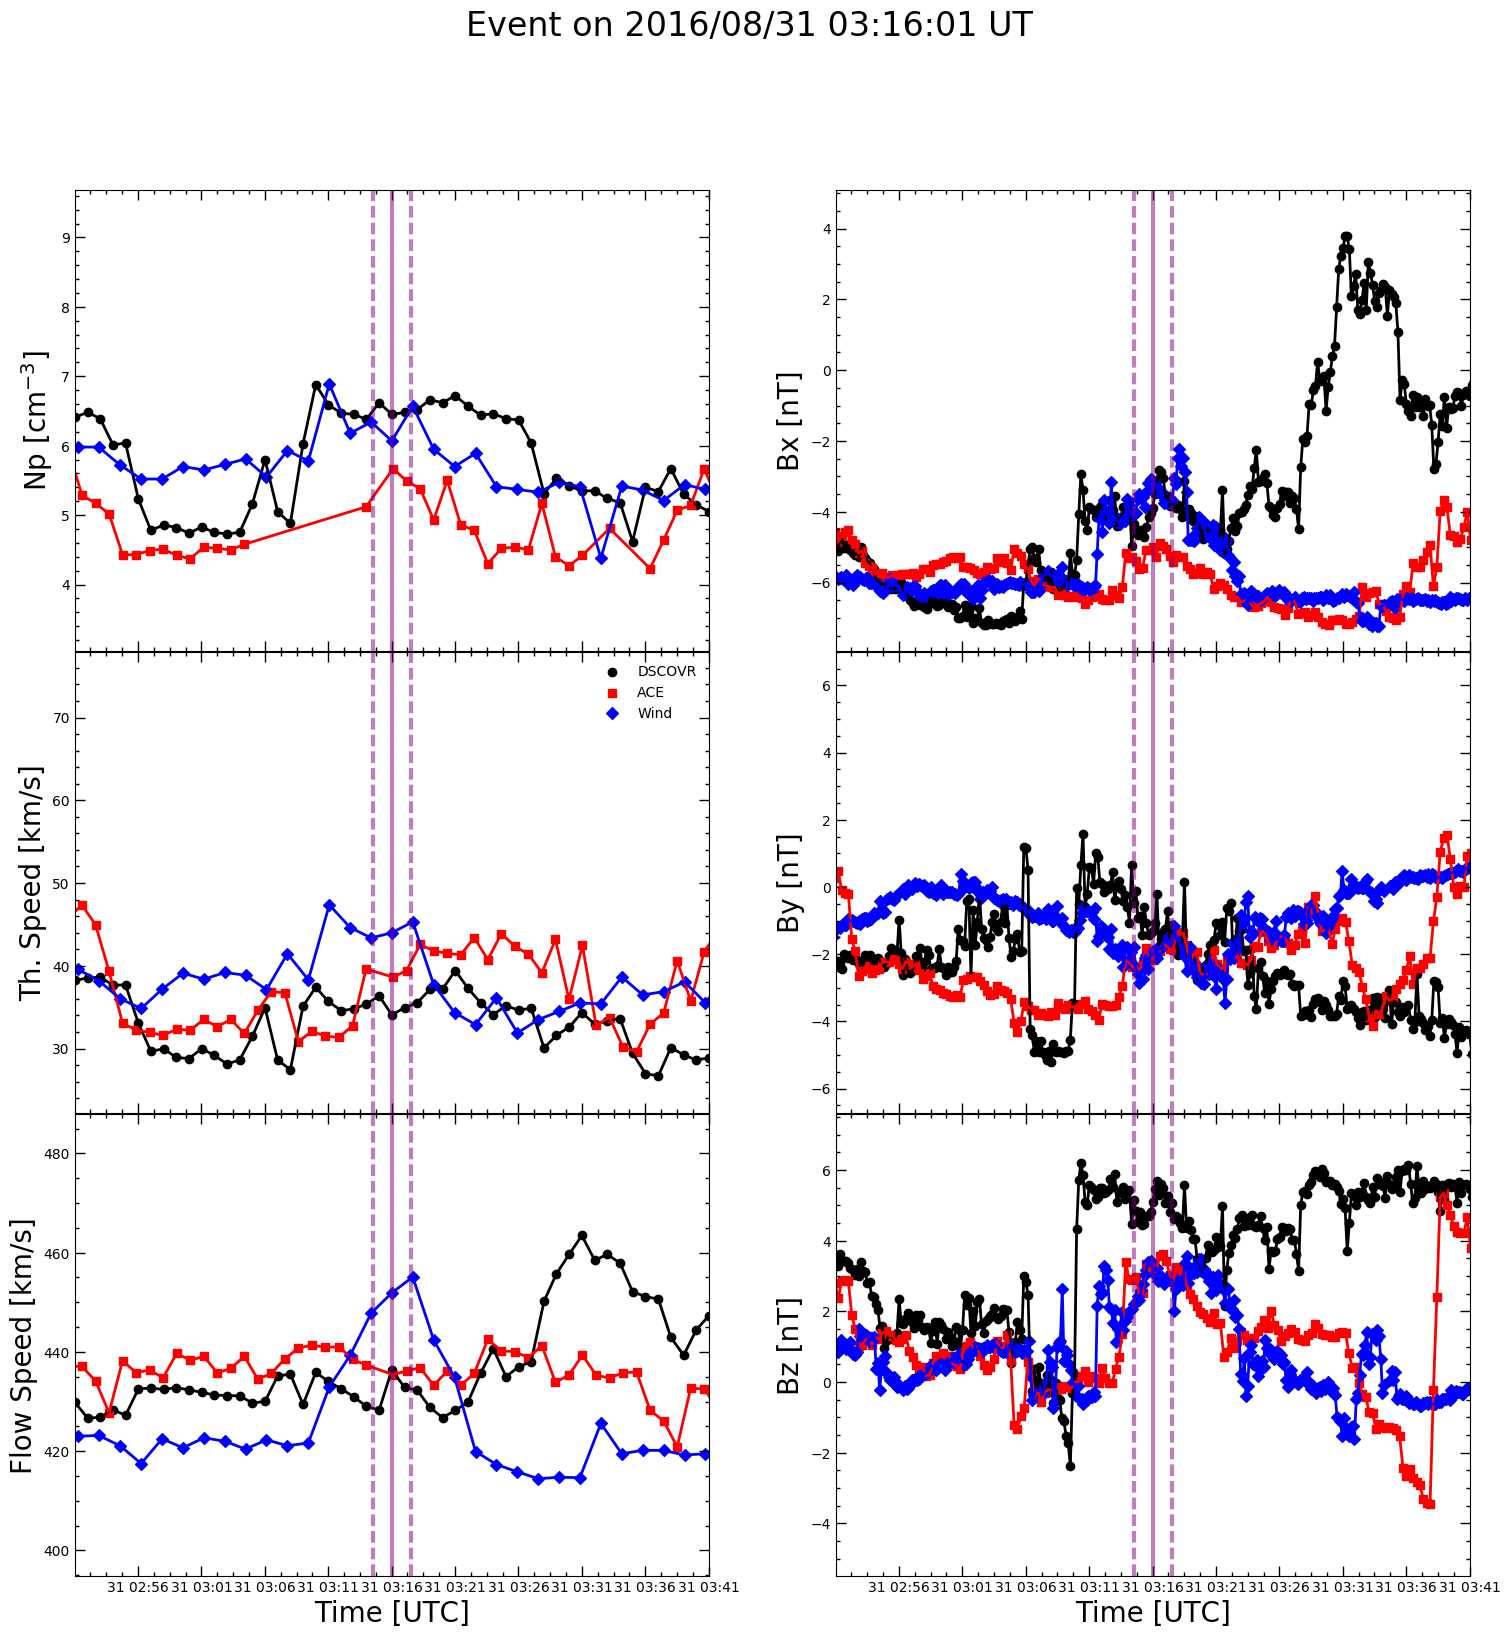 Event on 2016/08/31 03:16:01 UT
Np [cm⁻³]
9
8
7
6
5
4
Th. Speed [km/s]
70
60
50
40
30
DSCOVR
ACE
Wind
Flow Speed [km/s]
480
460
440
420
400
31 02:56 31 03:01 31 03:06 31 03:11 31 03:16 31 03:21 31 03:26 31 03:31 31 03:36 31 03:41
Time [UTC]
Bx [nT]
4
2
0
−2
−4
−6
By [nT]
6
4
2
0
−2
−4
−6
Bz [nT]
6
4
2
0
−2
−4
31 02:56 31 03:01 31 03:06 31 03:11 31 03:16 31 03:21 31 03:26 31 03:31 31 03:36 31 03:41
Time [UTC]